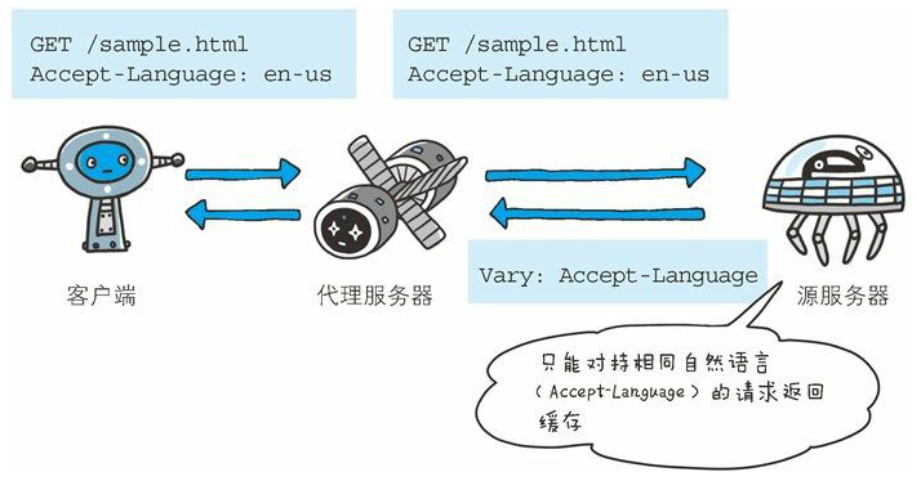 GET /sample.html
Accept-Language: en-us
GET /sample.html
Accept-Language: en-us
客户端
代理服务器
Vary: Accept-Language
源服务器
只能对持相同自然语言
（Accept-Language）的请求返回
缓存